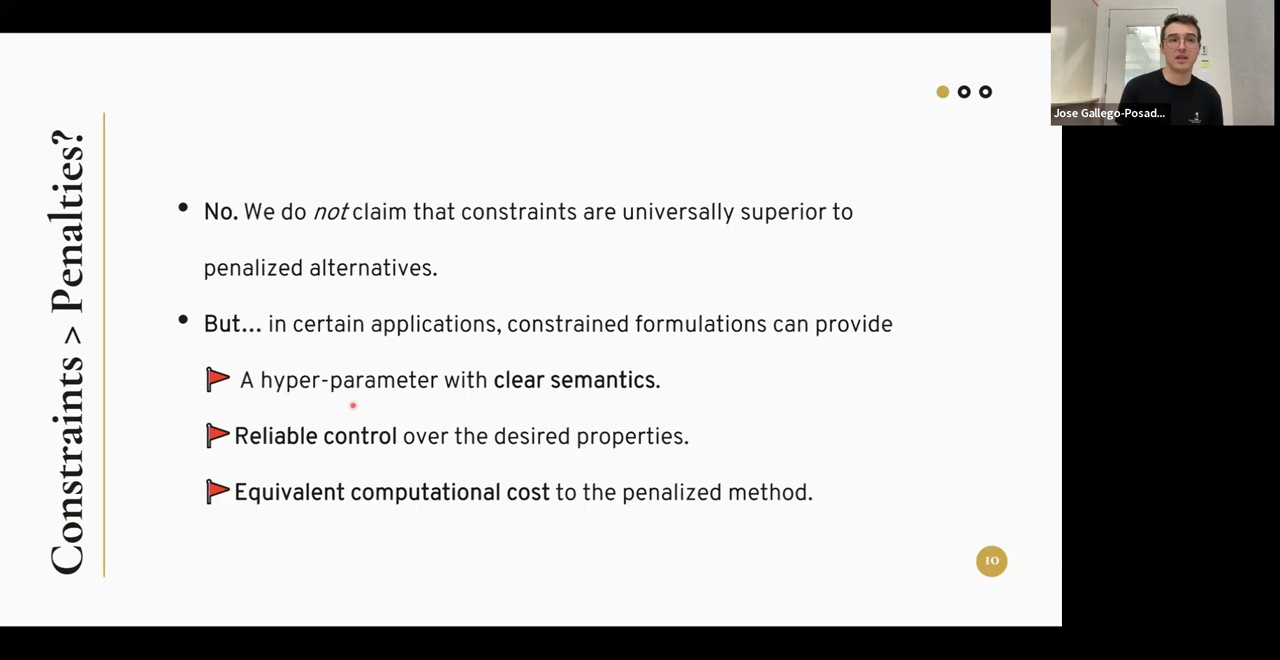 Constraints > Penalties?
• No. We do not claim that constraints are universally superior to
penalized alternatives.
• But... in certain applications, constrained formulations can provide
A hyper-parameter with clear semantics.
Reliable control over the desired properties.
Equivalent computational cost to the penalized method.
10
Jose Gallego-Posad...